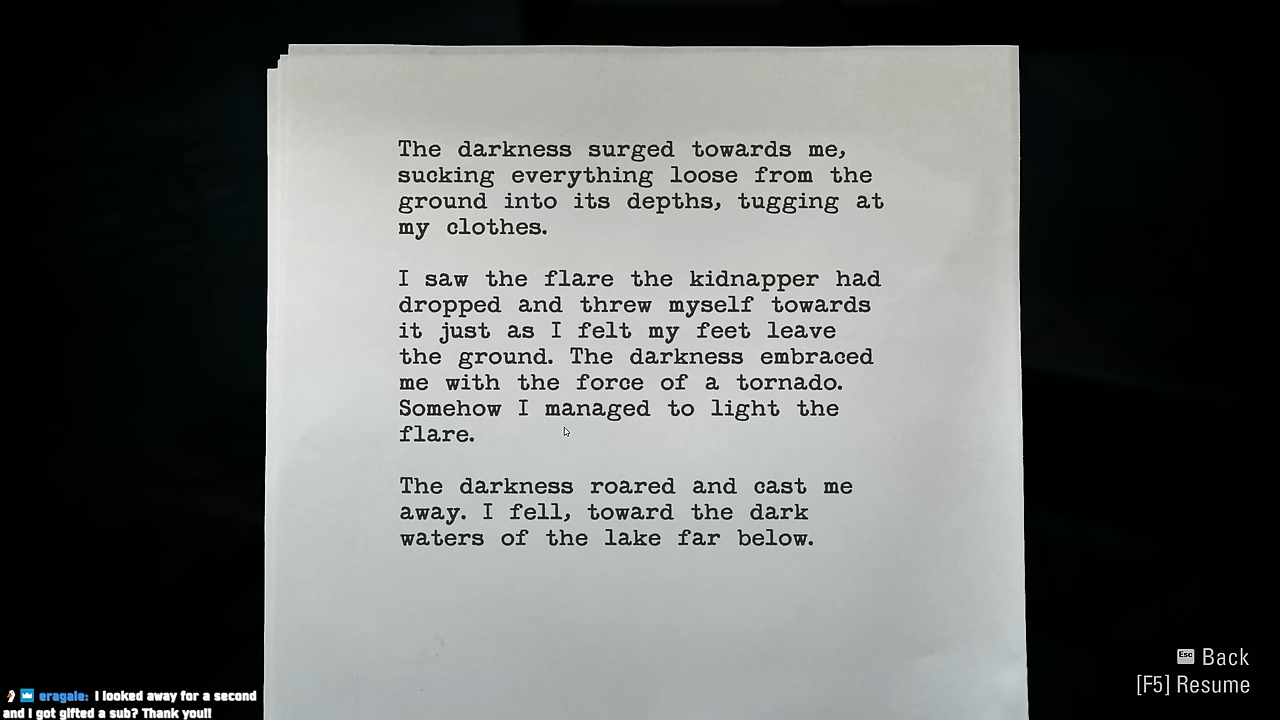 The darkness surged towards me,
sucking everything loose from the
ground into its depths, tugging at
my clothes.
I saw the flare the kidnapper had
dropped and threw myself towards
it just as I felt my feet leave
the ground. The darkness embraced
me with the force of a tornado.
Somehow I managed to light the
flare.
The darkness roared and cast me
away. I fell, toward the dark
waters of the lake far below.
Esc Back
[F5] Resume
eragale: I looked away for a second
and I got gifted a sub? Thank you!!